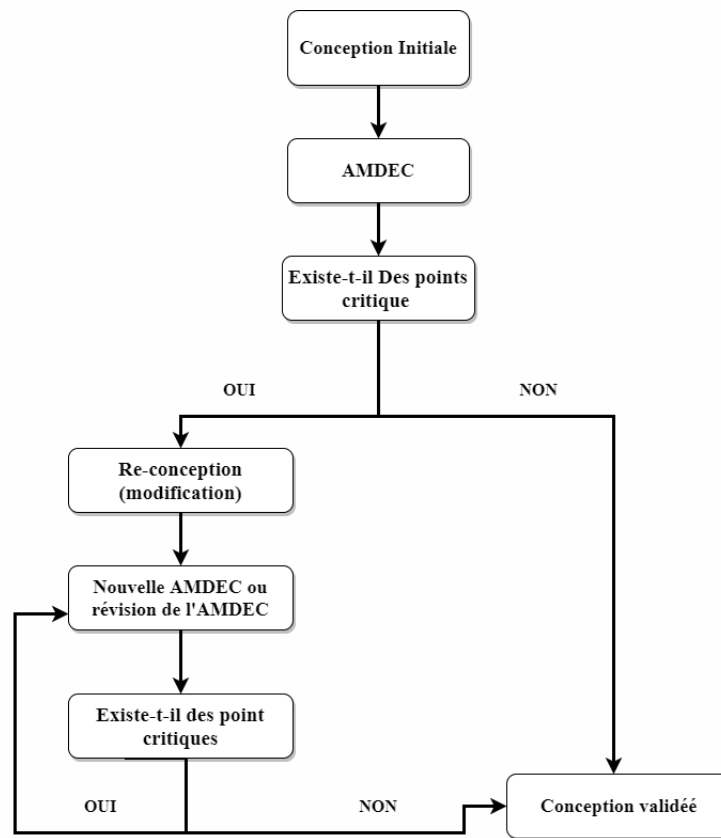 Conception Initiale
AMDEC
Existe-t-il Des points
critique
OUI
NON
Re-conception
(modification)
Nouvelle AMDEC ou
révision de l'AMDEC
Existe-t-il des point
critiques
OUI
NON
Conception validéé